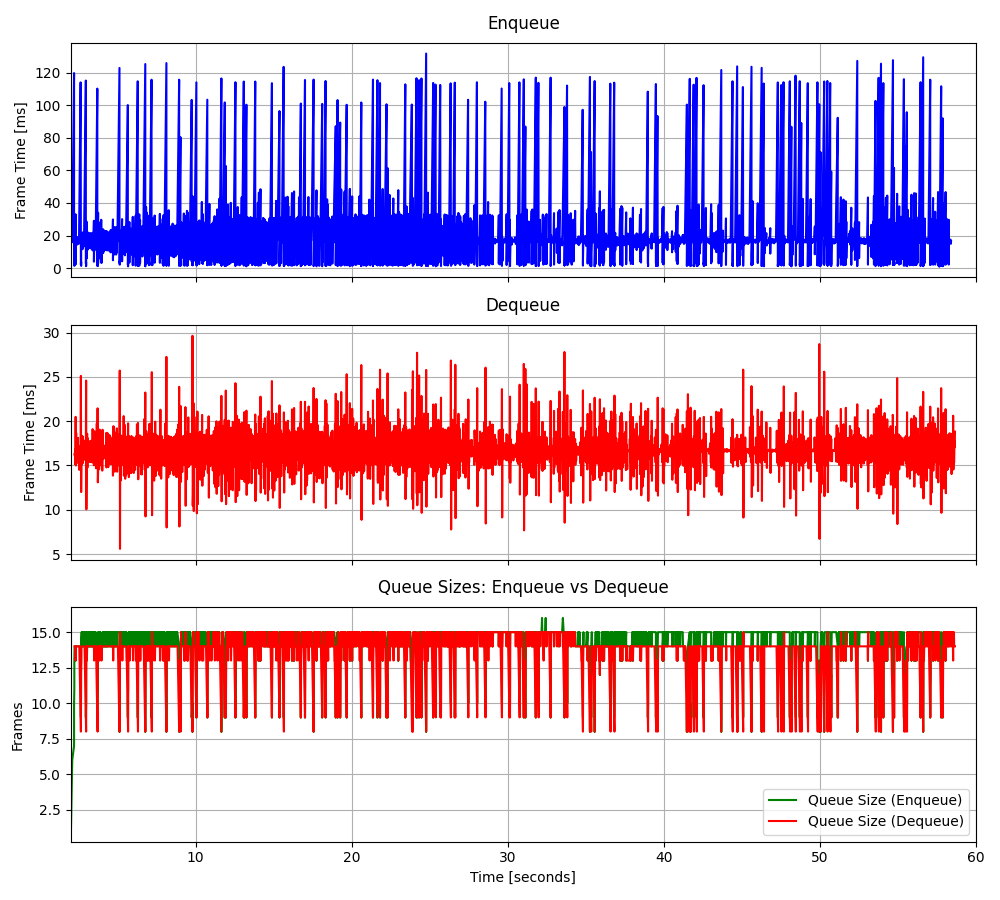 Enqueue
Frame Time [ms]
120
100
80
60
40
20
0
Dequeue
Frame Time [ms]
30
25
20
15
10
5
Queue Sizes: Enqueue vs Dequeue
Frames
15.0
12.5
10.0
7.5
5.0
2.5
Queue Size (Enqueue)
Queue Size (Dequeue)
10 20 30 40 50 60
Time [seconds]